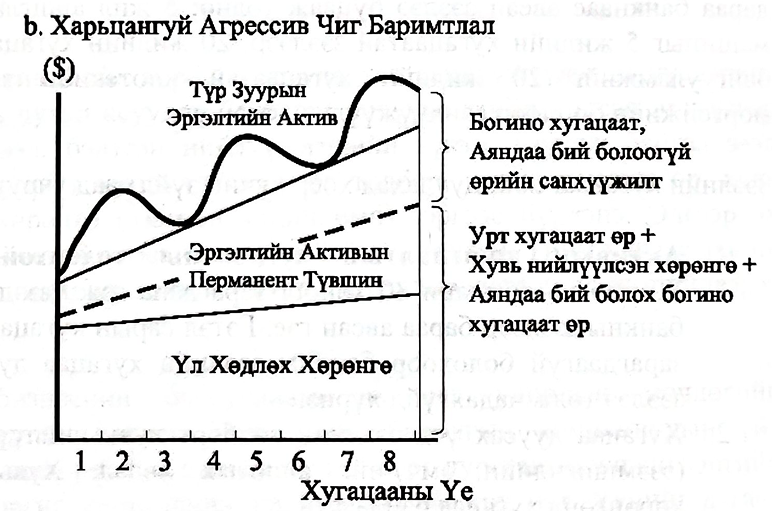 b. Харьцангуй Агрессив Чиг Баримтлал
($)
Түр Зуурын
Эргэлтийн Актив
Богино хугацаат,
Аяндаа бий болоогүй
өрийн санхүүжилт
Эргэлтийн Активын
Перманент Түвшин
Урт хугацаат өр +
Хувь нийлүүлсэн хөрөнгө +
Аяндаа бий болох богино
хугацаат өр
Үл Хөдлөх Хөрөнгө
1 2 3 4 5 6 7 8
Хугацааны Үе